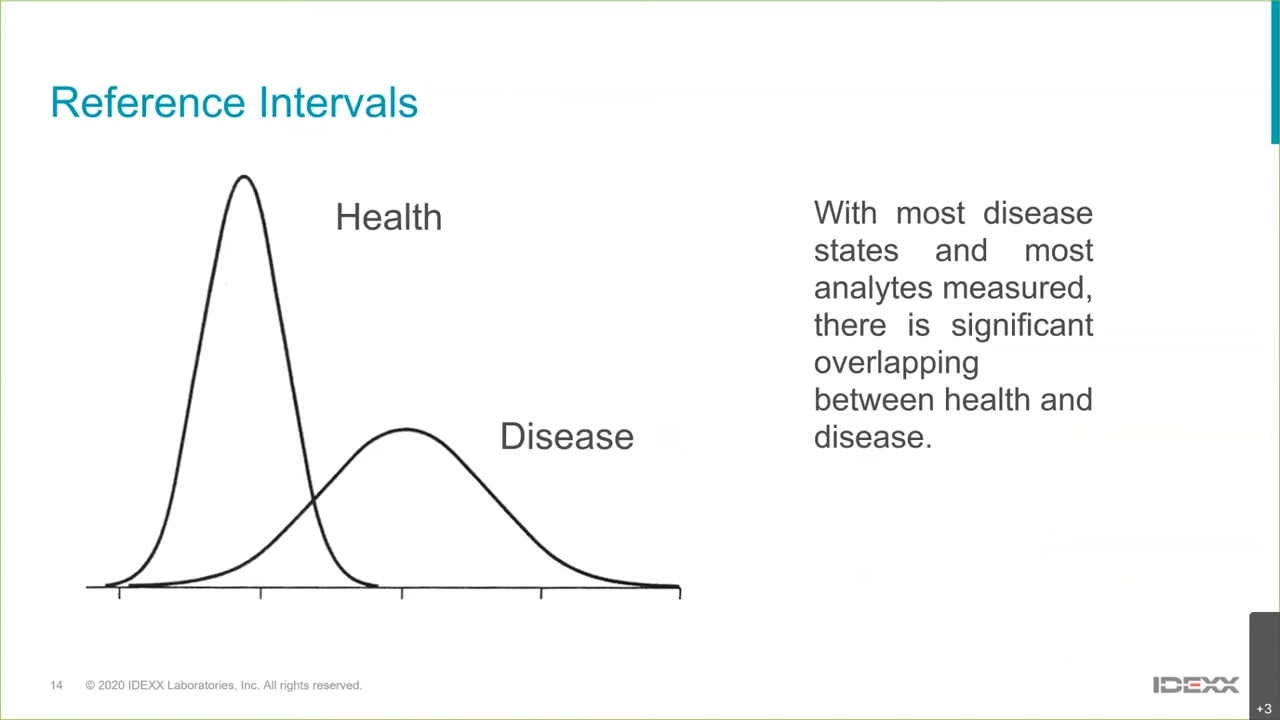 Reference Intervals
Health
With most disease
states and most
analytes measured,
there is significant
overlapping
between health and
disease.
Disease
14 © 2020 IDEXX Laboratories, Inc. All rights reserved.
IDEXX
+3